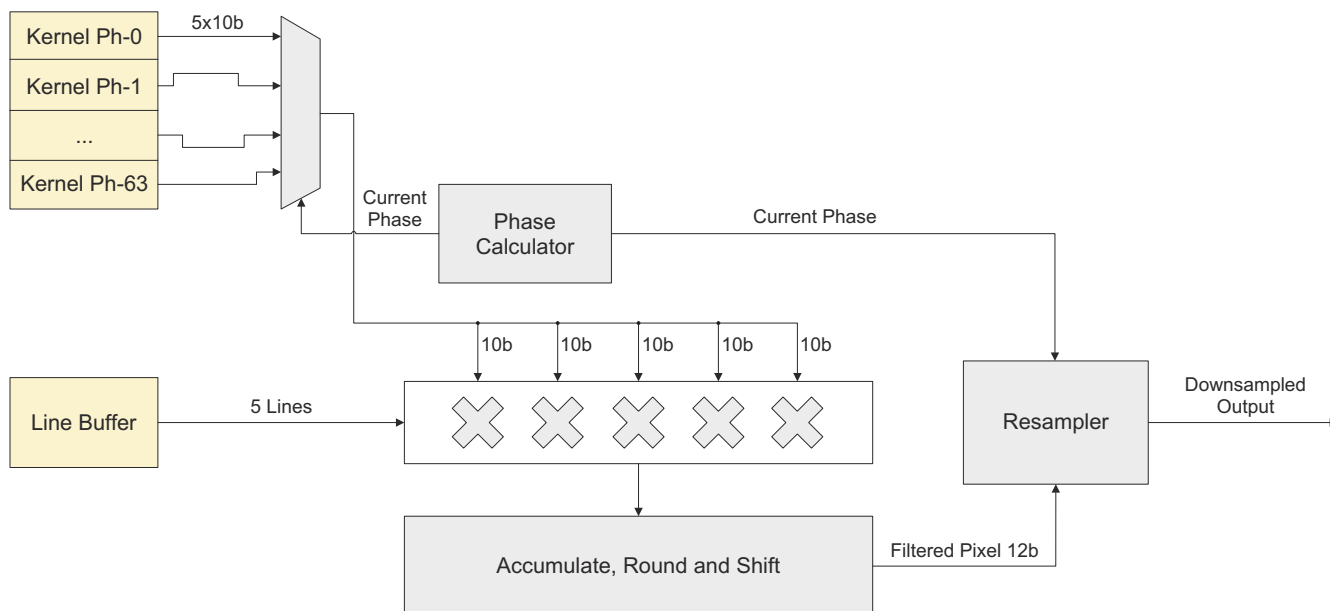 Kernel Ph-0
5x10b
Kernel Ph-1
...
Kernel Ph-63
Current
Phase
Phase
Calculator
Current Phase
10b
10b
10b
10b
10b
Line Buffer
5 Lines
Resampler
Downsampled
Output
Accumulate, Round and Shift
Filtered Pixel 12b